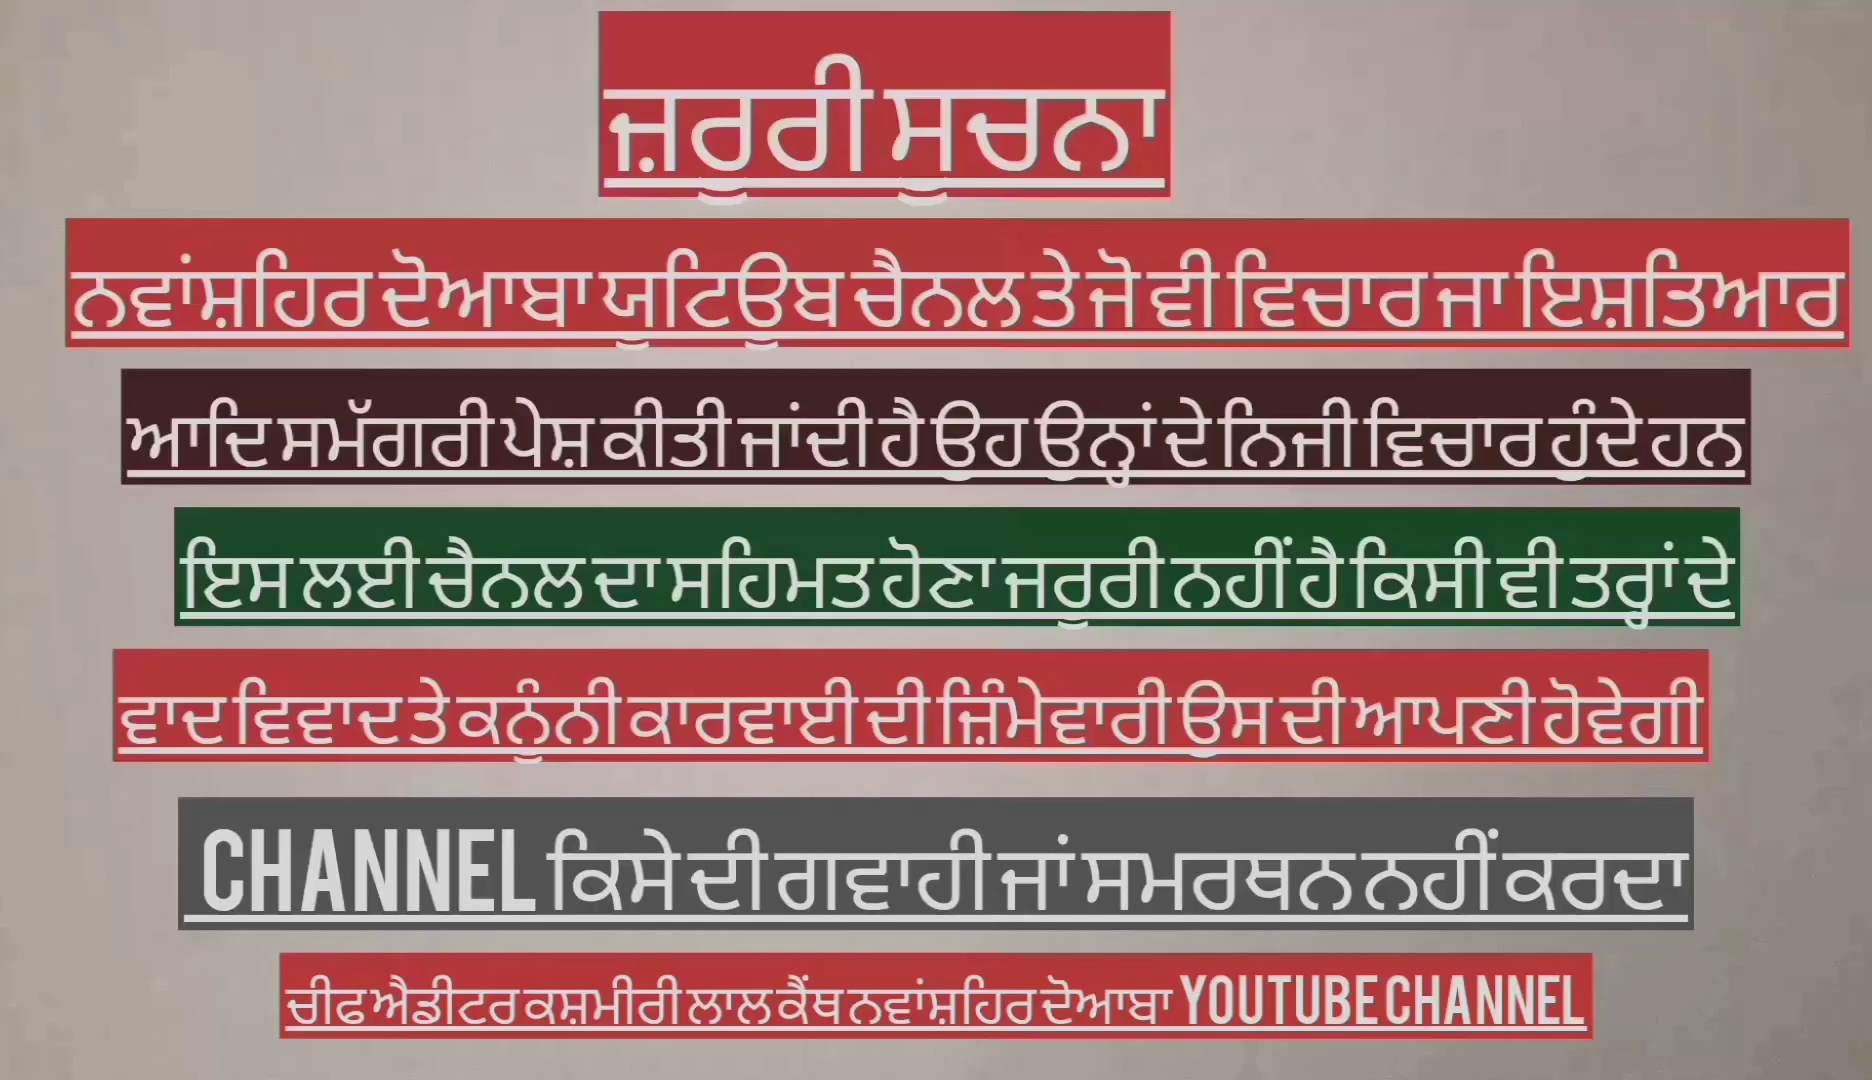 ਜ਼ਰੁਰੀ ਸੁਚਨਾ
ਨਵਾਂਸ਼ਹਿਰ ਦੋਆਬਾ ਯੁਟਿਊਬ ਚੈਨਲ ਤੇ ਜੋ ਵੀ ਵਿਚਾਰ ਜਾ ਇਸ਼ਤਿਆਰ
ਆਦਿ ਸਮੱਗਰੀ ਪੇਸ਼ ਕੀਤੀ ਜਾਂਦੀ ਹੈ ਉਹ ਉਨ੍ਹਾਂ ਦੇ ਨਿਜੀ ਵਿਚਾਰ ਹੁੰਦੇ ਹਨ
ਇਸ ਲਈ ਚੈਨਲ ਦਾ ਸਹਿਮਤ ਹੋਣਾ ਜਰੂਰੀ ਨਹੀਂ ਹੈ ਕਿਸੀ ਵੀ ਤਰ੍ਹਾਂ ਦੇ
ਵਾਦ ਵਿਵਾਦ ਤੇ ਕਨੂੰਨੀ ਕਾਰਵਾਈ ਦੀ ਜ਼ਿੰਮੇਵਾਰੀ ਉਸ ਦੀ ਆਪਣੀ ਹੋਵੇਗੀ
CHANNEL ਕਿਸੇ ਦੀ ਗਵਾਹੀ ਜਾਂ ਸਮਰਥਨ ਨਹੀਂ ਕਰਦਾ
ਚੀਫ ਐਡੀਟਰ ਕਸ਼ਮੀਰੀ ਲਾਲ ਕੈਂਥ ਨਵਾਂਸ਼ਹਿਰ ਦੋਆਬਾ YOUTUBE CHANNEL